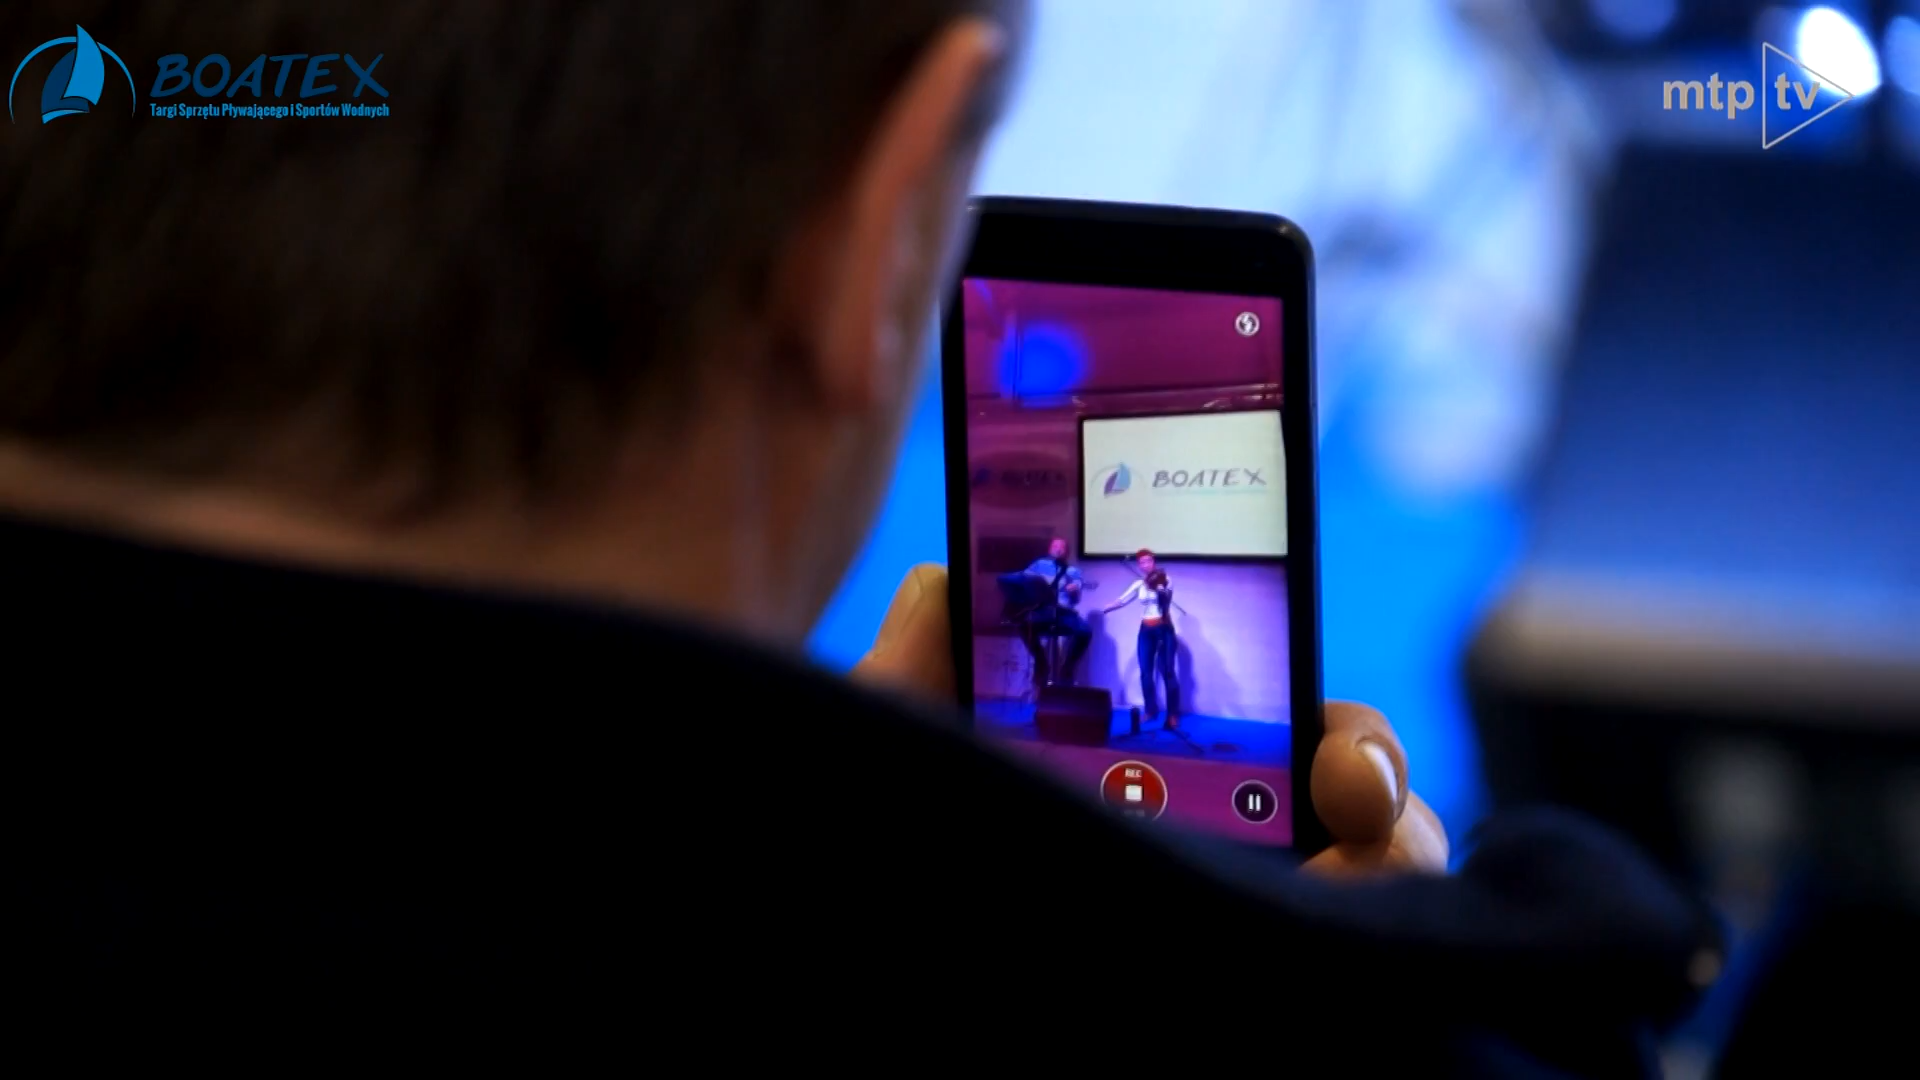 BOATEX
Targi Sprzętu Pływającego i Sportów Wodnych
mtp tv
BOATEX
REC